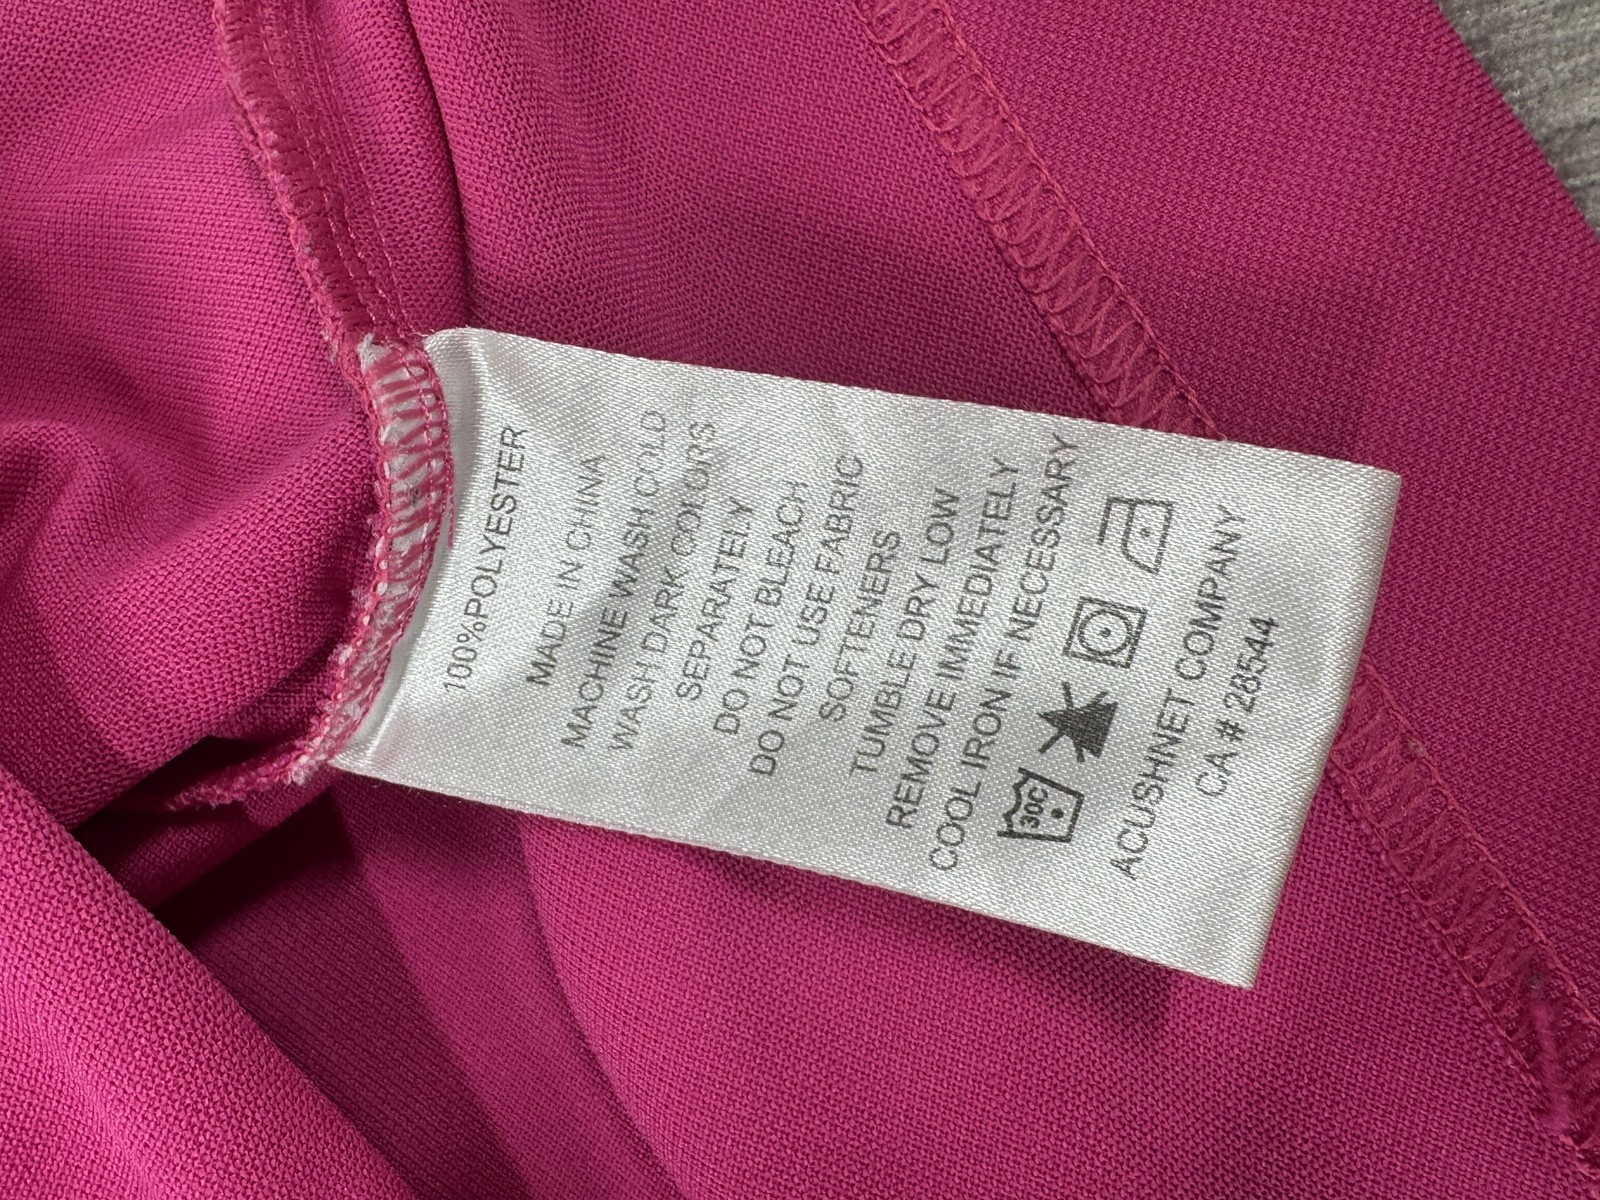 100%POLYESTER
MADE IN CHINA
MACHINE WASH COLD
WASH DARK COLORS
SEPARATELY
DO NOT BLEACH
DO NOT USE FABRIC
SOFTENERS
TUMBLE DRY LOW
REMOVE IMMEDIATELY
COOL IRON IF NECESSARY
30C
ACUSHNET COMPANY
CA # 28544